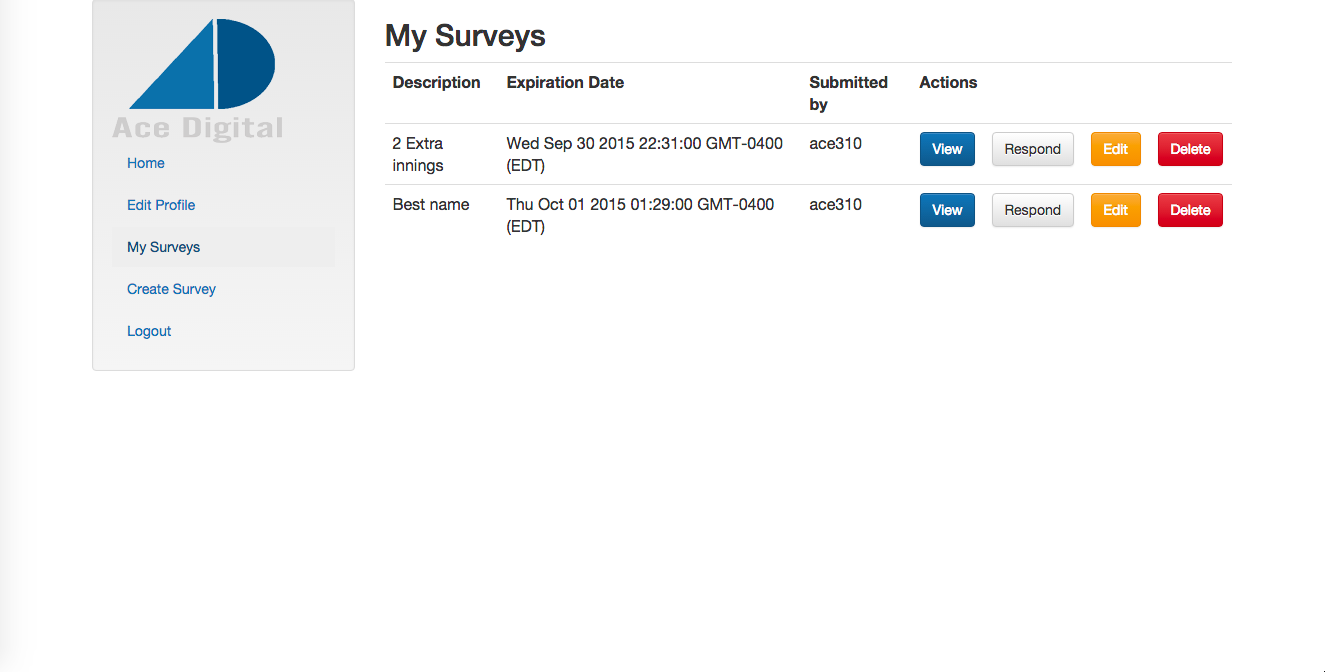 Ace Digital
Home
Edit Profile
My Surveys
Create Survey
Logout
My Surveys
Description Expiration Date Submitted by Actions
2 Extra innings Wed Sep 30 2015 22:31:00 GMT-0400 (EDT) ace310 View Respond Edit Delete
Best name Thu Oct 01 2015 01:29:00 GMT-0400 (EDT) ace310 View Respond Edit Delete